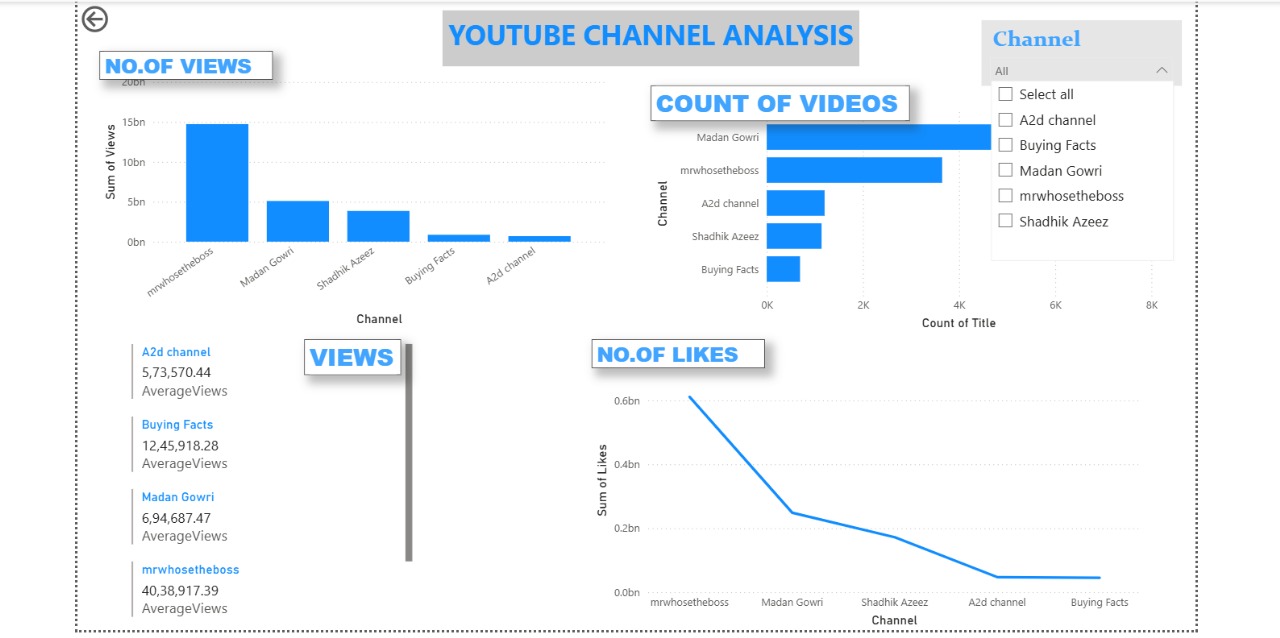 YOUTUBE CHANNEL ANALYSIS
Channel
All
Select all
A2d channel
Buying Facts
Madan Gowri
mrwhosetheboss
Shadhik Azeez
NO.OF VIEWS
20bn
15bn
10bn
5bn
0bn
Sum of Views
mrwhosetheboss
Madan Gowri
Shadhik Azeez
Buying Facts
A2d channel
Channel
COUNT OF VIDEOS
Channel
Madan Gowri
mrwhosetheboss
A2d channel
Shadhik Azeez
Buying Facts
0K
2K
4K
6K
8K
Count of Title
VIEWS
A2d channel
5,73,570.44
AverageViews
Buying Facts
12,45,918.28
AverageViews
Madan Gowri
6,94,687.47
AverageViews
mrwhosetheboss
40,38,917.39
AverageViews
NO.OF LIKES
0.6bn
0.4bn
0.2bn
0.0bn
Sum of Likes
mrwhosetheboss
Madan Gowri
Shadhik Azeez
A2d channel
Buying Facts
Channel